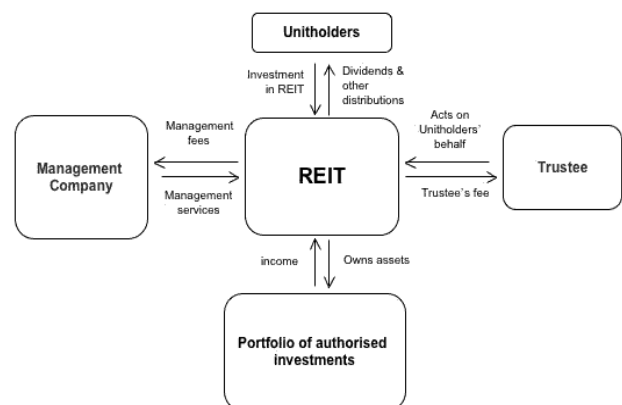 Unitholders
Investment
in REIT
Dividends &
other
distributions
Management
fees
Acts on
Unitholders'
behalf
Management
Company
REIT
Trustee
Management
services
Trustee's fee
income
Owns assets
Portfolio of authorised
investments